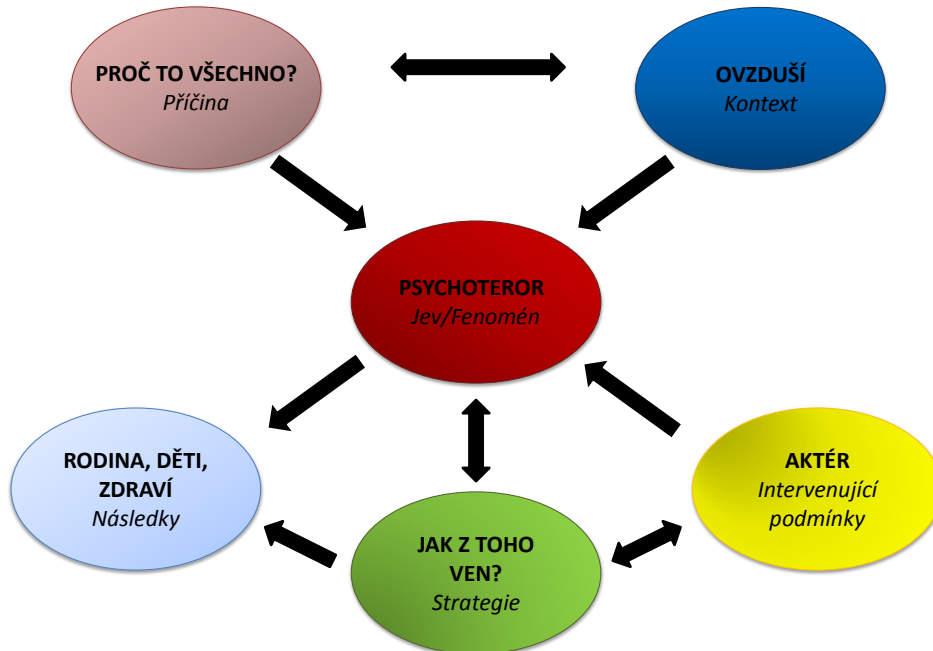 PROČ TO VŠECHNO?
Příčina
OVZDUŠÍ
Kontext
PSYCHOTEROR
Jev/Fenomén
RODINA, DĚTI,
ZDRAVÍ
Následky
JAK Z TOHO
VEN?
Strategie
AKTÉR
Intervenující
podmínky